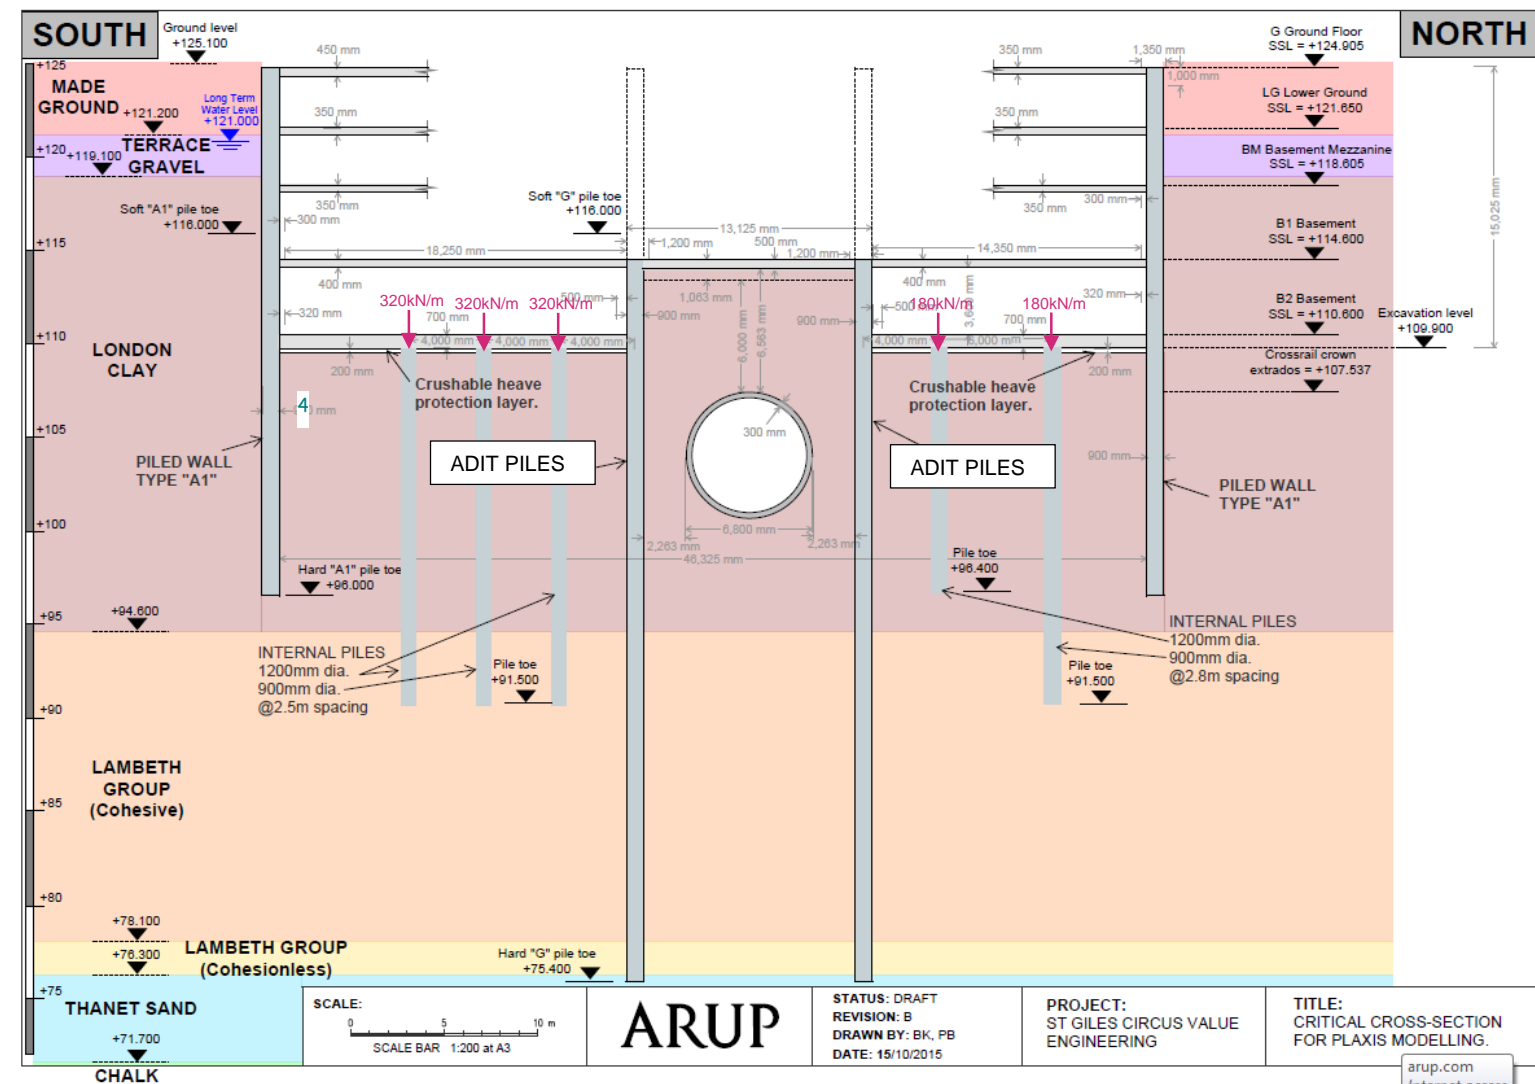 SOUTH
Ground level
+125.100
450 mm
350 mm
1,350 mm
G Ground Floor
SSL = +124.905
NORTH
+125
MADE
GROUND
+121.200
Long Term
Water Level
+121.000
350 mm
350 mm
1,000 mm
LG Lower Ground
SSL = +121.650
+120
+119.100
TERRACE
GRAVEL
BM Basement Mezzanine
SSL = +118.605
Soft "A1" pile toe
+116.000
350 mm
300 mm
Soft "G" pile toe
+116.000
350 mm
300 mm
15,025 mm
B1 Basement
SSL = +114.600
+115
18,250 mm
13,125 mm
1,200 mm
500 mm
1,200 mm
14,350 mm
400 mm
400 mm
320kN/m
320kN/m
320kN/m
500 mm
1,063 mm
180kN/m
500 mm
180kN/m
320 mm
B2 Basement
SSL = +110.600
Excavation level
+109.900
320 mm
700 mm
900 mm
900 mm
700 mm
+110
4,000 mm
4,000 mm
4,000 mm
6,000 mm
6,563 mm
4,000 mm
6,000 mm
LONDON
CLAY
200 mm
200 mm
Crossrail crown
extrados = +107.537
Crushable heave
protection layer.
Crushable heave
protection layer.
4
300 mm
+105
PILED WALL
TYPE "A1"
ADIT PILES
ADIT PILES
900 mm
PILED WALL
TYPE "A1"
+100
6,800 mm
2,263 mm
2,263 mm
46,325 mm
Hard "A1" pile toe
+96.000
Pile toe
+96.400
+95
+94.600
INTERNAL PILES
1200mm dia.
900mm dia.
@2.5m spacing
Pile toe
+91.500
INTERNAL PILES
1200mm dia.
900mm dia.
@2.8m spacing
Pile toe
+91.500
+90
LAMBETH
GROUP
(Cohesive)
+85
+80
+78.100
+76.300
LAMBETH GROUP
(Cohesionless)
Hard "G" pile toe
+75.400
+75
THANET SAND
+71.700
CHALK
SCALE:
0 5 10 m
SCALE BAR 1:200 at A3
ARUP
STATUS: DRAFT
REVISION: B
DRAWN BY: BK, PB
DATE: 15/10/2015
PROJECT:
ST GILES CIRCUS VALUE
ENGINEERING
TITLE:
CRITICAL CROSS-SECTION
FOR PLAXIS MODELLING.
arup.com